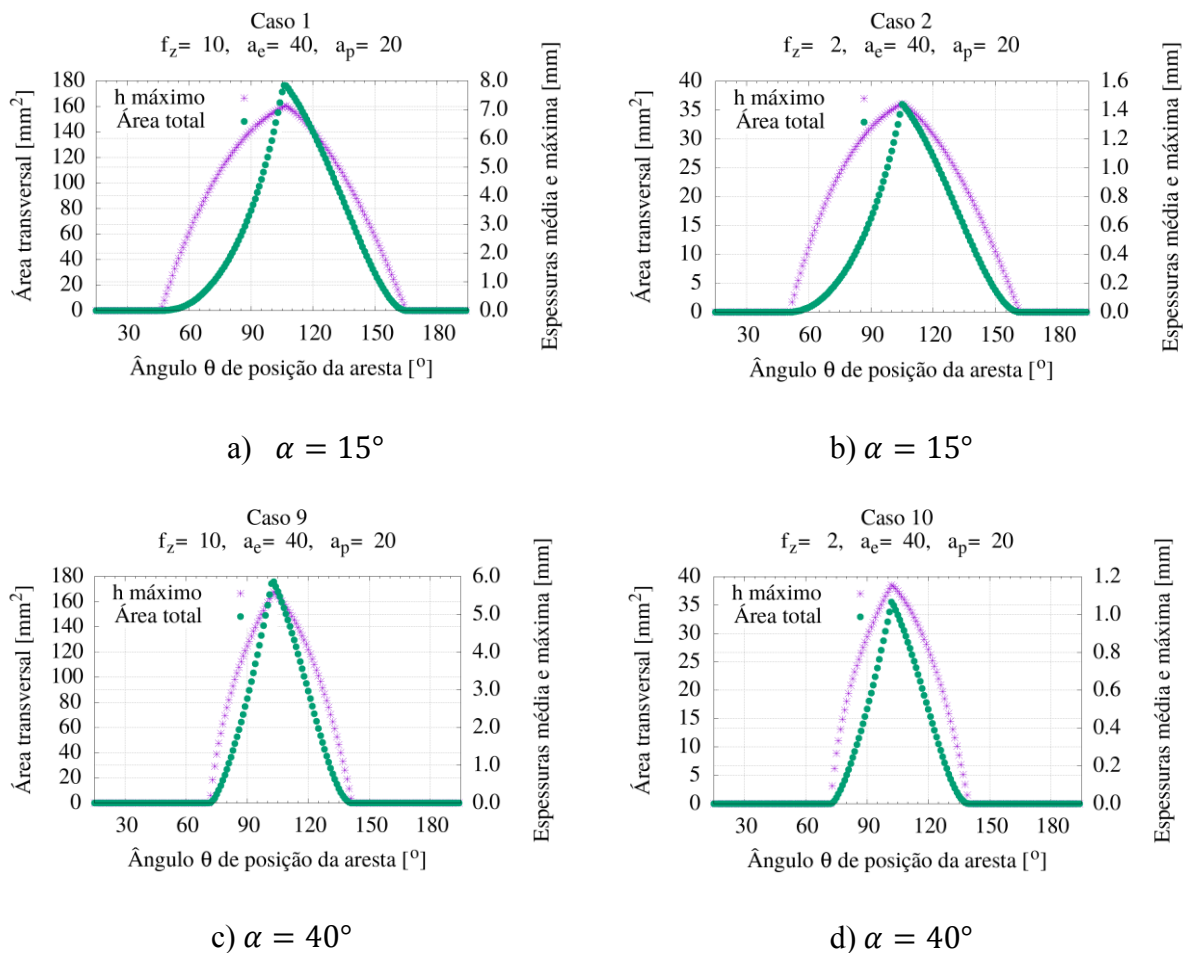 Caso 1
f_z= 10, a_e= 40, a_p= 20
Área transversal [mm²]
180
160
140
120
100
80
60
40
20
0
h máximo
Área total
8.0
7.0
6.0
5.0
4.0
3.0
2.0
1.0
0.0
Espessuras média e máxima [mm]
30 60 90 120 150 180
Ângulo θ de posição da aresta [°]
a) α = 15°
Caso 2
f_z= 2, a_e= 40, a_p= 20
Área transversal [mm²]
40
35
30
25
20
15
10
5
0
h máximo
Área total
1.6
1.4
1.2
1.0
0.8
0.6
0.4
0.2
0.0
Espessuras média e máxima [mm]
30 60 90 120 150 180
Ângulo θ de posição da aresta [°]
b) α = 15°
Caso 9
f_z= 10, a_e= 40, a_p= 20
Área transversal [mm²]
180
160
140
120
100
80
60
40
20
0
h máximo
Área total
6.0
5.0
4.0
3.0
2.0
1.0
0.0
Espessuras média e máxima [mm]
30 60 90 120 150 180
Ângulo θ de posição da aresta [°]
c) α = 40°
Caso 10
f_z= 2, a_e= 40, a_p= 20
Área transversal [mm²]
40
35
30
25
20
15
10
5
0
h máximo
Área total
1.2
1.0
0.8
0.6
0.4
0.2
0.0
Espessuras média e máxima [mm]
30 60 90 120 150 180
Ângulo θ de posição da aresta [°]
d) α = 40°